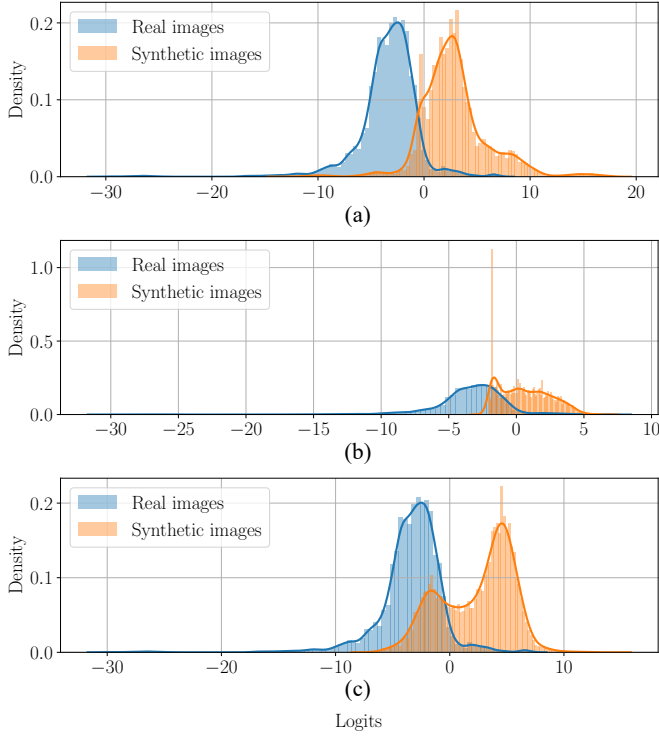 0.2
Real images
Synthetic images
Density
0.1
0.0
−30 −20 −10 0 10 20
(a)
1.0
Real images
Synthetic images
Density
0.5
0.0
−30 −25 −20 −15 −10 −5 0 5 10
(b)
0.2
Real images
Synthetic images
Density
0.1
0.0
−30 −20 −10 0 10
(c)
Logits